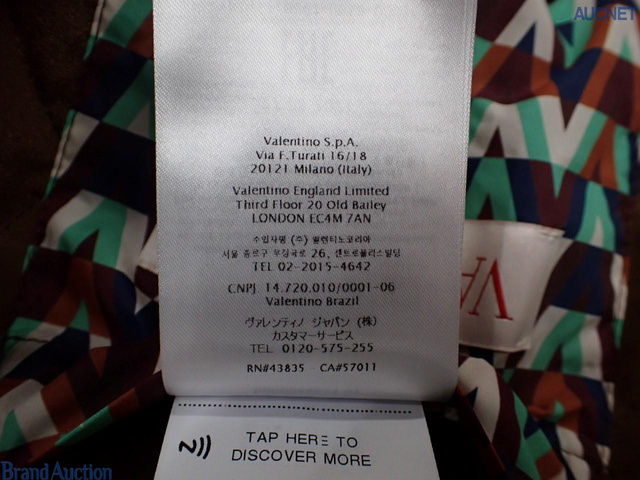 AUCNET
Valentino S.p.A.
Via F.Turati 16/18
20121 Milano (Italy)
Valentino England Limited
Third Floor 20 Old Bailey
LONDON EC4M 7AN
수입자명 (주) 발렌티노코리아
서울 종로구 우정국로 26, 센트로폴리스빌딩
TEL 02-2015-4642
CNPJ. 14.720.010/0001-06
Valentino Brazil
ヴァレンティノ ジャパン (株)
カスタマーサービス
TEL 0120-575-255
RN#43835 CA#57011
VA
TAP HERE TO
DISCOVER MORE
Brand Auction